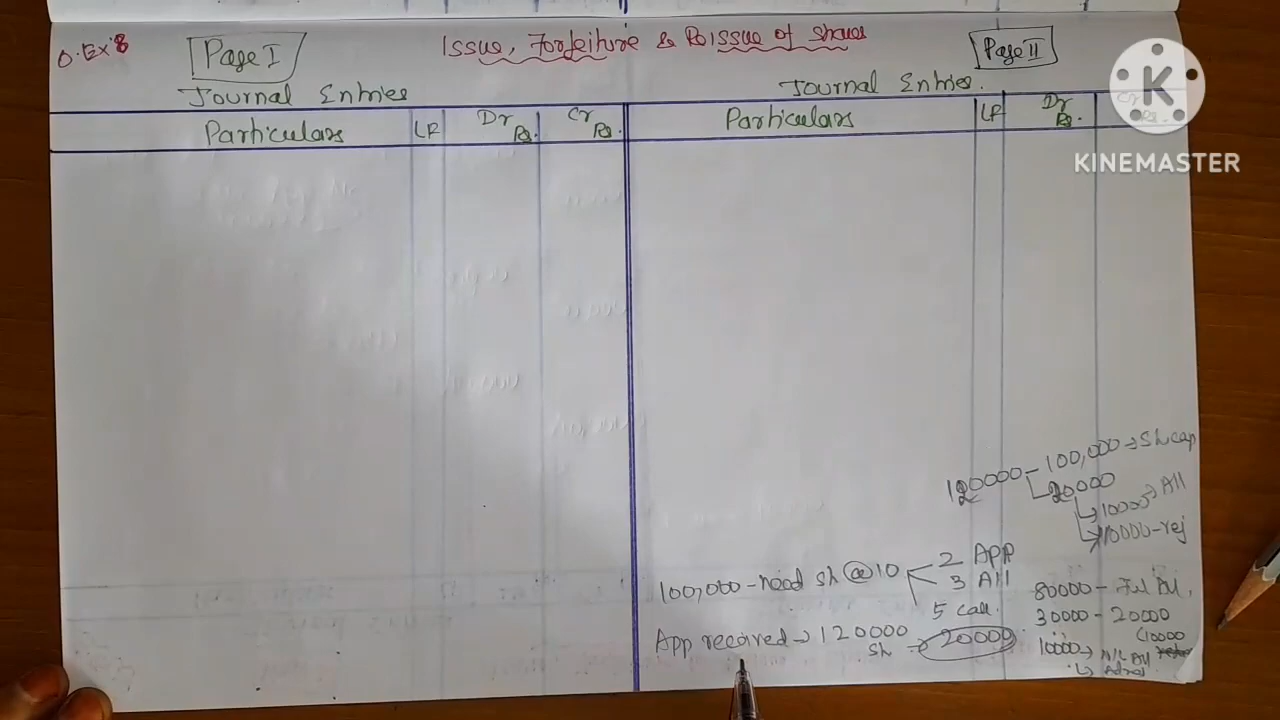 O.Ex 8
Page I
Issue, Forfeiture & Reissue of shares
Page II
K
KINEMASTER
Journal Entries
Journal Entries.
Particulars LF Dr Rs. Cr Rs.
Particulars LF Dr Rs.
120000 - 100,000 → Sh cap
20000
→ 10000 → All
→ 10000 - rej
100,000 - need sh @ 10
2 App
3 All
5 call.
App received → 120000 sh → 20000
80000 - Ful All,
30000 - 20000
(10000
10000 → N/L All